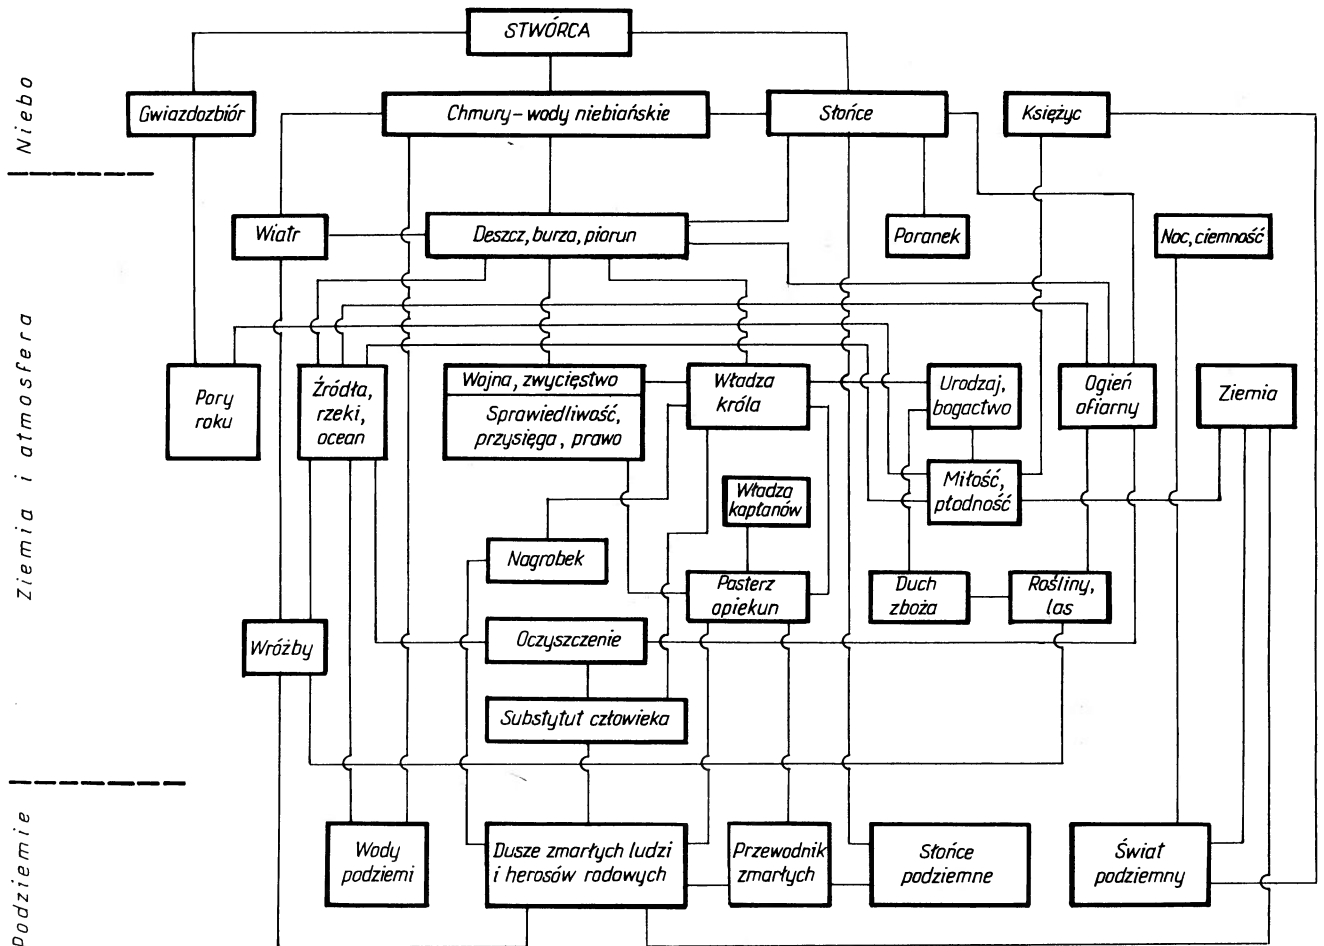 STWÓRCA
Niebo
Gwiazdozbiór
Chmury – wody niebiańskie
Słońce
Księżyc
Ziemia i atmosfera
Wiatr
Deszcz, burza, piorun
Poranek
Noc, ciemność
Pory
roku
Źródła,
rzeki,
ocean
Wojna, zwycięstwo
Sprawiedliwość,
przysięga, prawo
Władza
króla
Urodzaj,
bogactwo
Ogień
ofiarny
Ziemia
Miłość,
płodność
Władza
kapłanów
Nagrobek
Pasterz
opiekun
Duch
zboża
Rośliny,
las
Wróżby
Oczyszczenie
Substytut człowieka
Podziemie
Wody
podziemi
Dusze zmarłych ludzi
i herosów rodowych
Przewodnik
zmarłych
Słońce
podziemne
Świat
podziemny